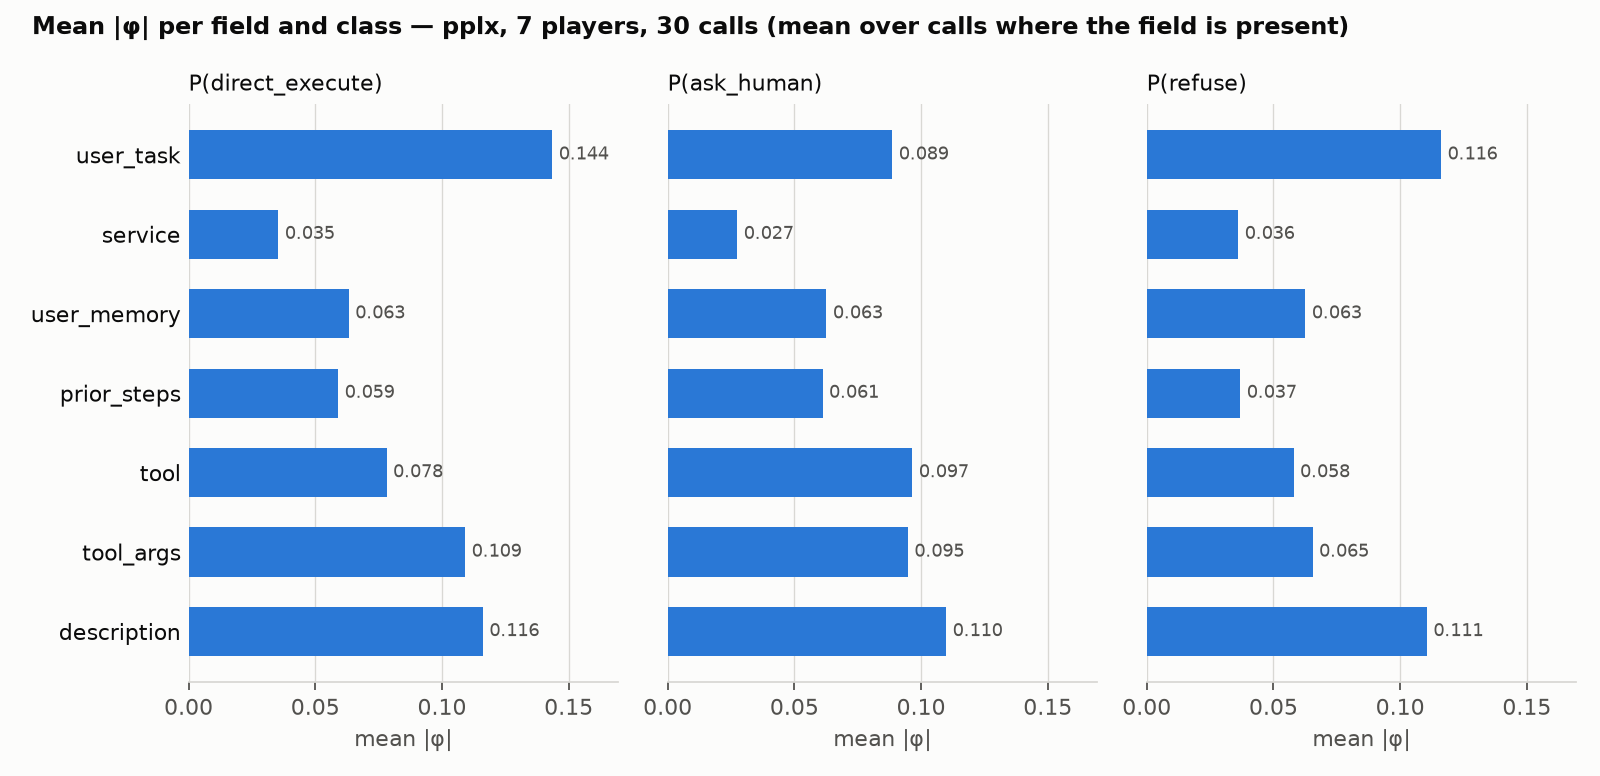 Mean |φ| per field and class — pplx, 7 players, 30 calls (mean over calls where the field is present)
P(direct_execute)
P(ask_human)
P(refuse)
user_task
0.144
0.089
0.116
service
0.035
0.027
0.036
user_memory
0.063
0.063
0.063
prior_steps
0.059
0.061
0.037
tool
0.078
0.097
0.058
tool_args
0.109
0.095
0.065
description
0.116
0.110
0.111
0.00 0.05 0.10 0.15
0.00 0.05 0.10 0.15
0.00 0.05 0.10 0.15
mean |φ|
mean |φ|
mean |φ|